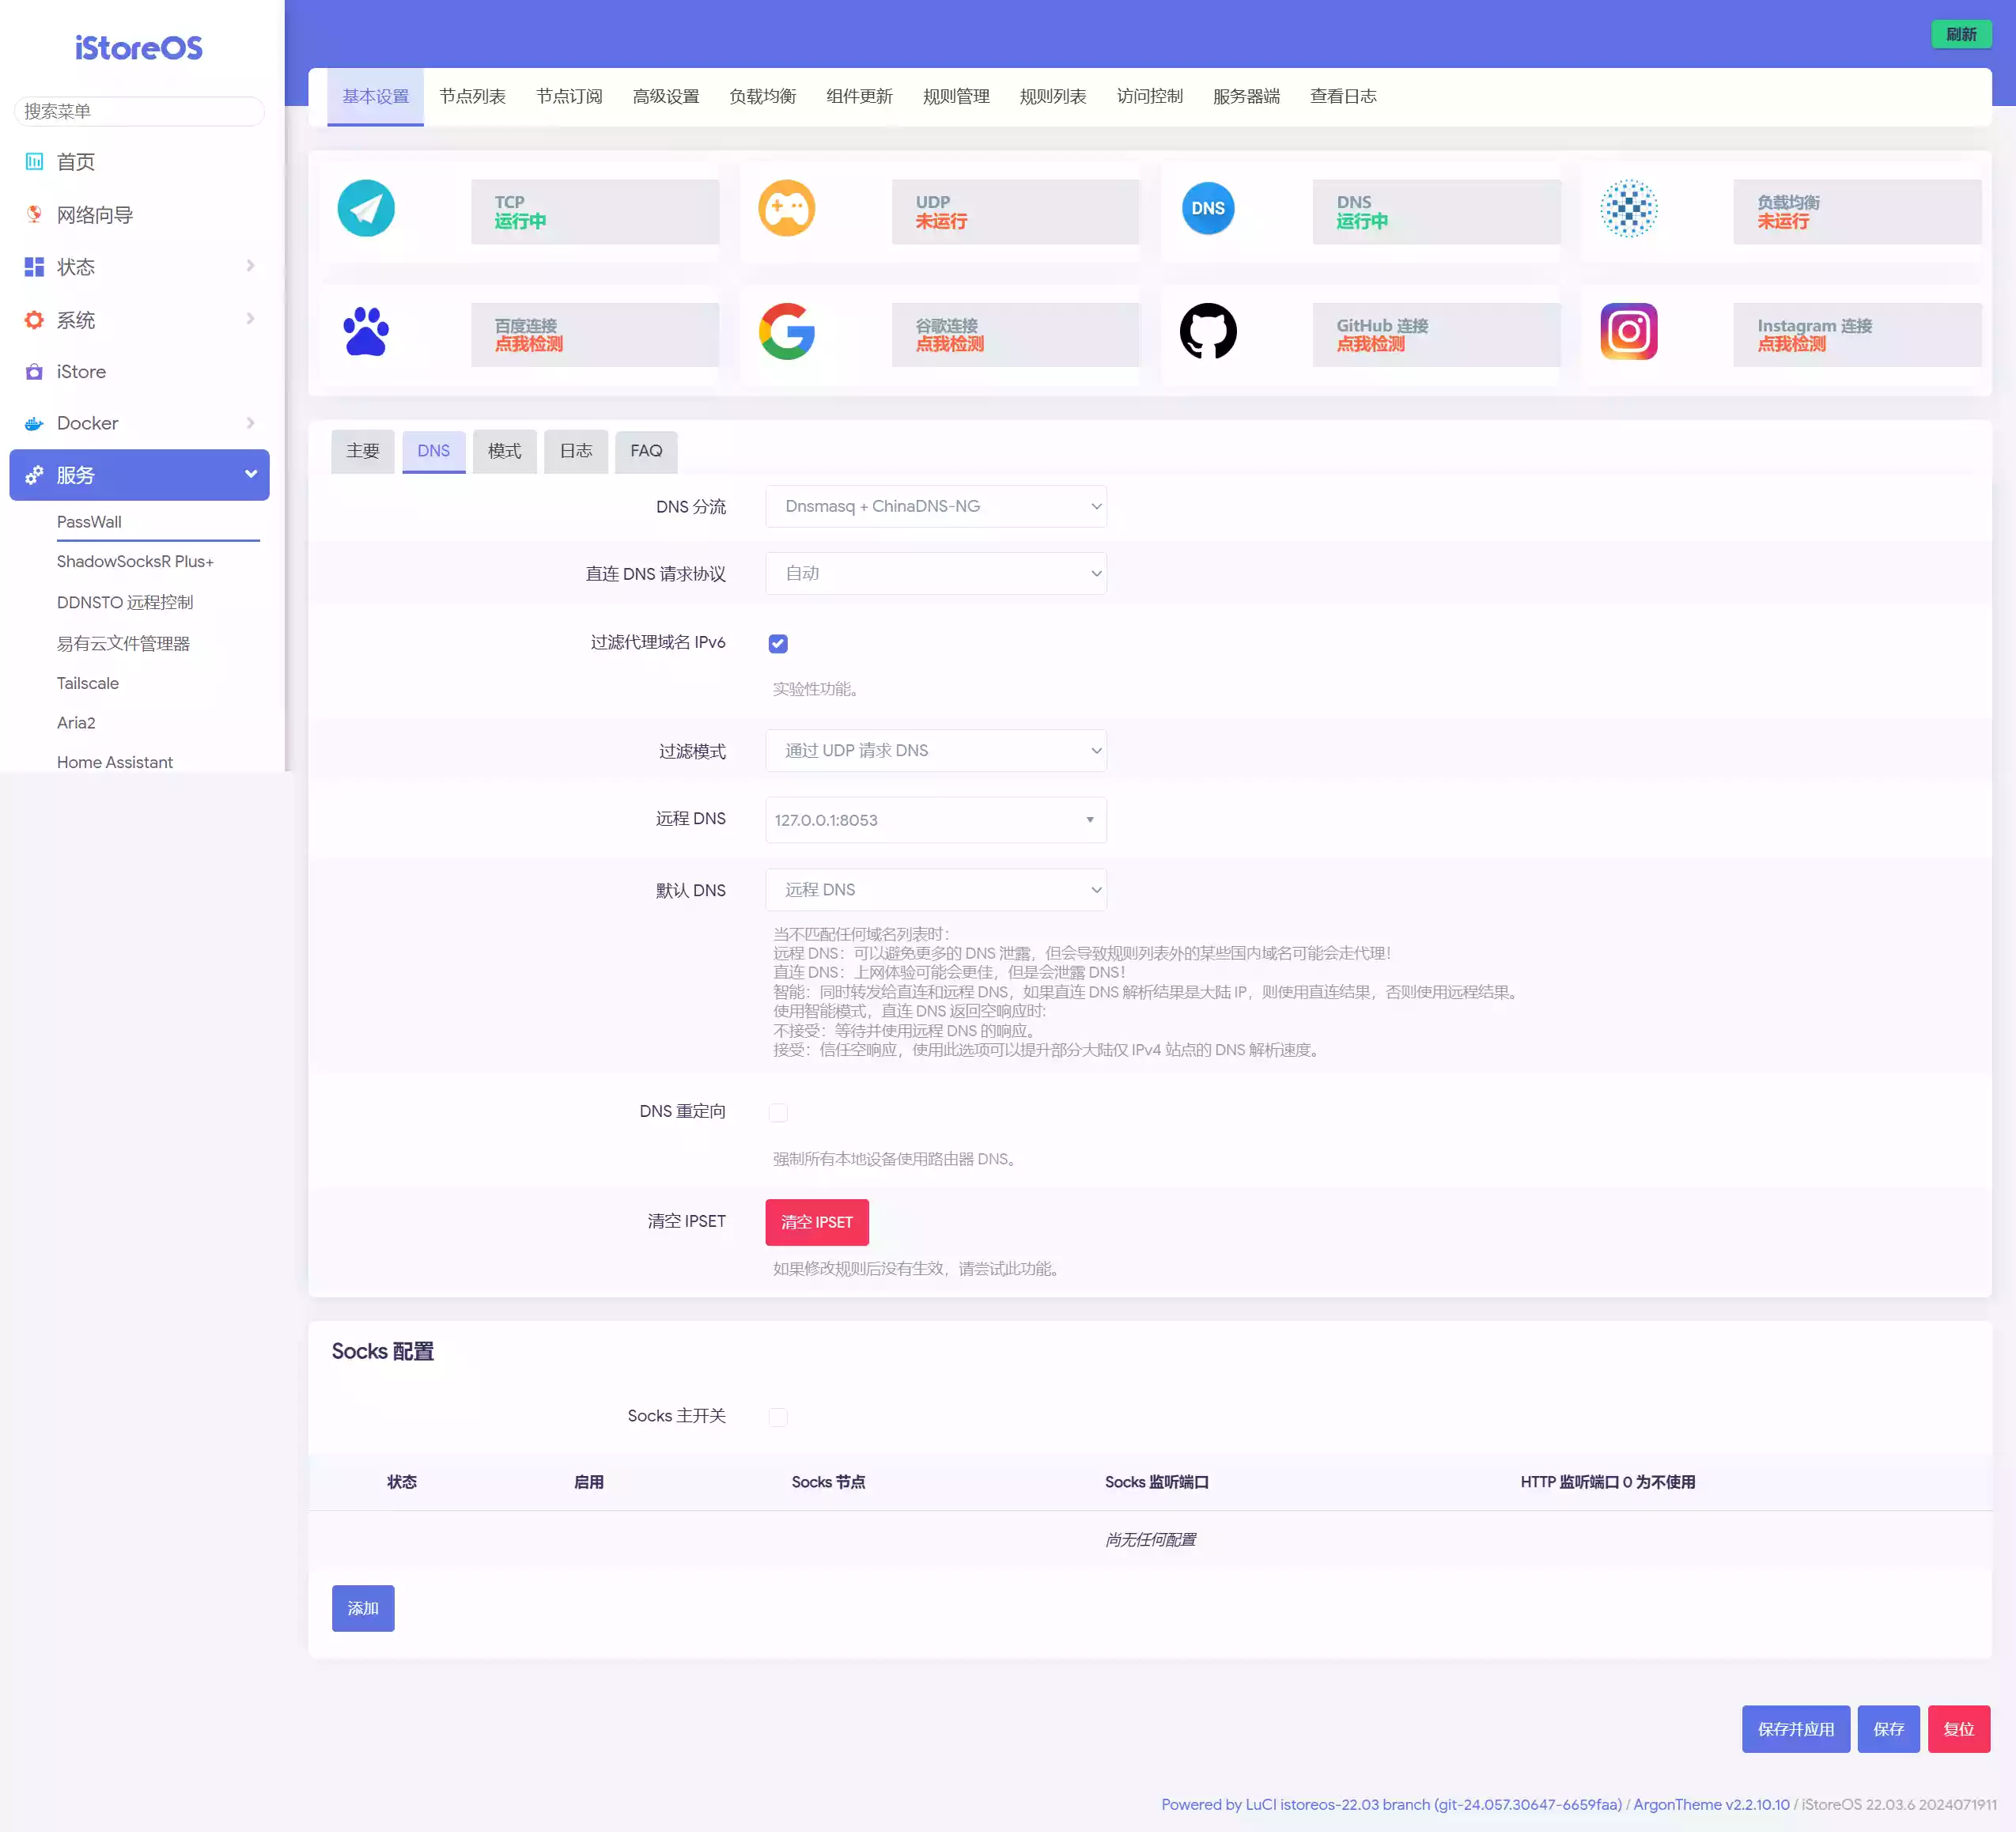 iStoreOS
搜索菜单
首页
网络向导
状态
系统
iStore
Docker
服务
PassWall
ShadowSocksR Plus+
DDNSTO 远程控制
易有云文件管理器
Tailscale
Aria2
Home Assistant
刷新
基本设置 节点列表 节点订阅 高级设置 负载均衡 组件更新 规则管理 规则列表 访问控制 服务器端 查看日志
TCP
运行中
UDP
未运行
DNS
DNS
运行中
负载均衡
未运行
百度连接
点我检测
谷歌连接
点我检测
GitHub 连接
点我检测
Instagram 连接
点我检测
主要 DNS 模式 日志 FAQ
DNS 分流 Dnsmasq + ChinaDNS-NG
直连 DNS 请求协议 自动
过滤代理域名 IPv6
实验性功能。
过滤模式 通过 UDP 请求 DNS
远程 DNS 127.0.0.1:8053
默认 DNS 远程 DNS
当不匹配任何域名列表时：
远程 DNS：可以避免更多的 DNS 泄露，但会导致规则列表外的某些国内域名可能会走代理！
直连 DNS：上网体验可能会更佳，但是会泄露 DNS！
智能：同时转发给直连和远程 DNS，如果直连 DNS 解析结果是大陆 IP，则使用直连结果，否则使用远程结果。
使用智能模式，直连 DNS 返回空响应时:
不接受：等待并使用远程 DNS 的响应。
接受：信任空响应，使用此选项可以提升部分大陆仅 IPv4 站点的 DNS 解析速度。
DNS 重定向
强制所有本地设备使用路由器 DNS。
清空 IPSET 清空 IPSET
如果修改规则后没有生效，请尝试此功能。
Socks 配置
Socks 主开关
状态 启用 Socks 节点 Socks 监听端口 HTTP 监听端口 0 为不使用
尚无任何配置
添加
保存并应用 保存 复位
Powered by LuCI istoreos-22.03 branch (git-24.057.30647-6659faa) / ArgonTheme v2.2.10.10 / iStoreOS 22.03.6 2024071911